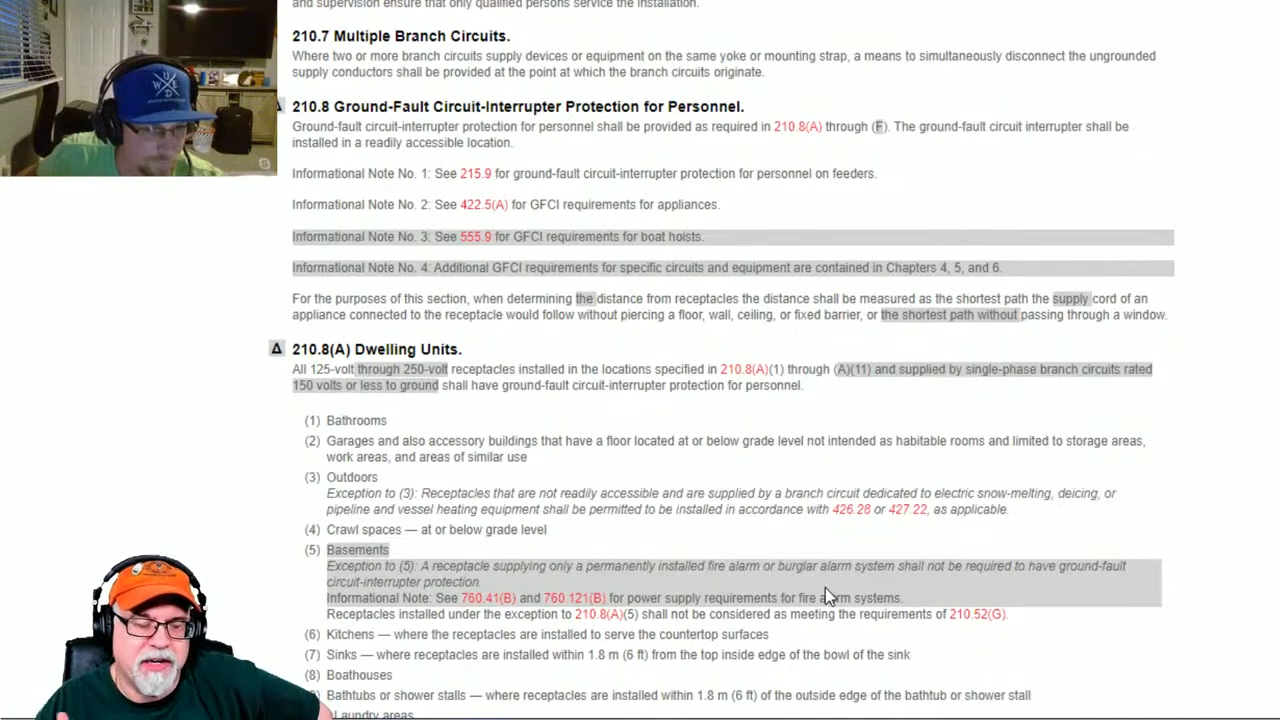 and supervision ensure that only qualified persons service the installation.
210.7 Multiple Branch Circuits.
Where two or more branch circuits supply devices or equipment on the same yoke or mounting strap, a means to simultaneously disconnect the ungrounded
supply conductors shall be provided at the point at which the branch circuits originate.
210.8 Ground-Fault Circuit-Interrupter Protection for Personnel.
Ground-fault circuit-interrupter protection for personnel shall be provided as required in 210.8(A) through (F). The ground-fault circuit interrupter shall be
installed in a readily accessible location.
Informational Note No. 1: See 215.9 for ground-fault circuit-interrupter protection for personnel on feeders.
Informational Note No. 2: See 422.5(A) for GFCI requirements for appliances.
Informational Note No. 3: See 555.9 for GFCI requirements for boat hoists.
Informational Note No. 4: Additional GFCI requirements for specific circuits and equipment are contained in Chapters 4, 5, and 6.
For the purposes of this section, when determining the distance from receptacles the distance shall be measured as the shortest path the supply cord of an
appliance connected to the receptacle would follow without piercing a floor, wall, ceiling, or fixed barrier, or the shortest path without passing through a window.
Δ 210.8(A) Dwelling Units.
All 125-volt through 250-volt receptacles installed in the locations specified in 210.8(A)(1) through (A)(11) and supplied by single-phase branch circuits rated
150 volts or less to ground shall have ground-fault circuit-interrupter protection for personnel.
(1) Bathrooms
(2) Garages and also accessory buildings that have a floor located at or below grade level not intended as habitable rooms and limited to storage areas,
work areas, and areas of similar use
(3) Outdoors
Exception to (3): Receptacles that are not readily accessible and are supplied by a branch circuit dedicated to electric snow-melting, deicing, or
pipeline and vessel heating equipment shall be permitted to be installed in accordance with 426.28 or 427.22, as applicable.
(4) Crawl spaces — at or below grade level
(5) Basements
Exception to (5): A receptacle supplying only a permanently installed fire alarm or burglar alarm system shall not be required to have ground-fault
circuit-interrupter protection.
Informational Note: See 760.41(B) and 760.121(B) for power supply requirements for fire alarm systems.
Receptacles installed under the exception to 210.8(A)(5) shall not be considered as meeting the requirements of 210.52(G).
(6) Kitchens — where the receptacles are installed to serve the countertop surfaces
(7) Sinks — where receptacles are installed within 1.8 m (6 ft) from the top inside edge of the bowl of the sink
(8) Boathouses
Bathtubs or shower stalls — where receptacles are installed within 1.8 m (6 ft) of the outside edge of the bathtub or shower stall
Laundry areas